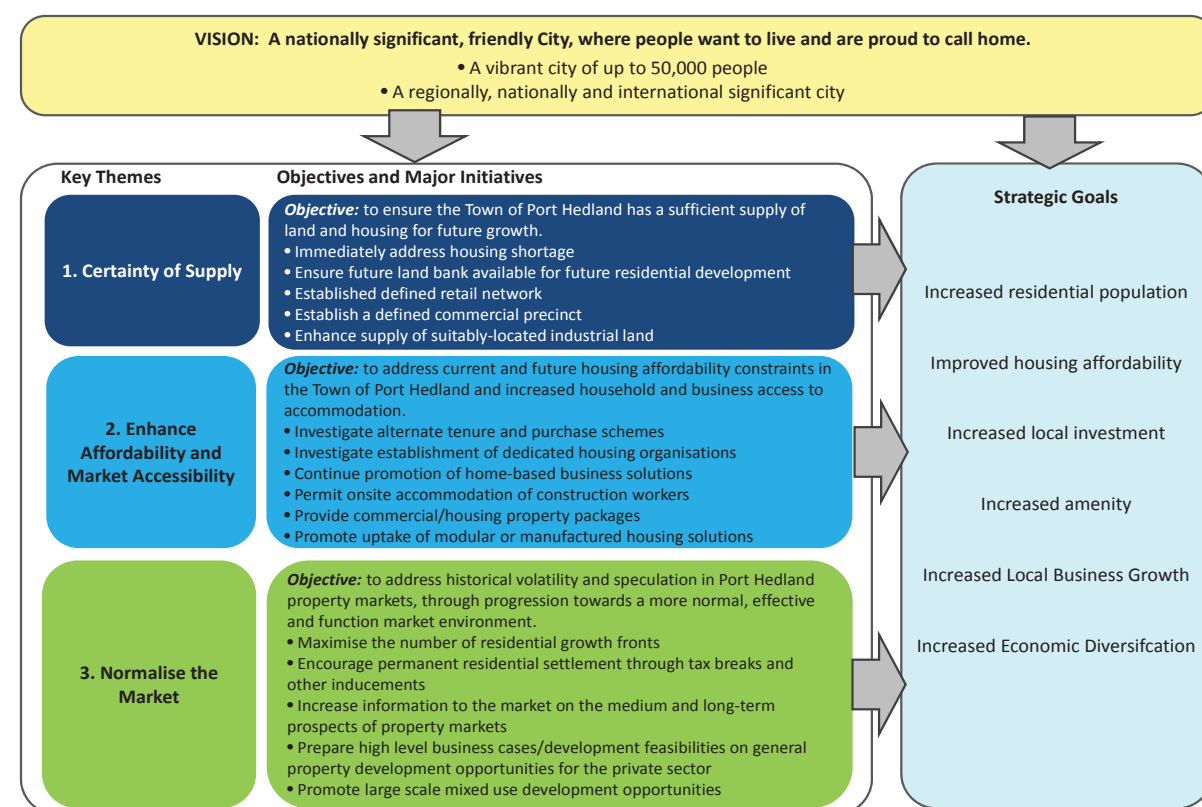 VISION: A nationally significant, friendly City, where people want to live and are proud to call home.
• A vibrant city of up to 50,000 people
• A regionally, nationally and international significant city
Key Themes
Objectives and Major Initiatives
1. Certainty of Supply
Objective: to ensure the Town of Port Hedland has a sufficient supply of
land and housing for future growth.
• Immediately address housing shortage
• Ensure future land bank available for future residential development
• Established defined retail network
• Establish a defined commercial precinct
• Enhance supply of suitably-located industrial land
2. Enhance
Affordability and
Market Accessibility
Objective: to address current and future housing affordability constraints in
the Town of Port Hedland and increased household and business access to
accommodation.
• Investigate alternate tenure and purchase schemes
• Investigate establishment of dedicated housing organisations
• Continue promotion of home-based business solutions
• Permit onsite accommodation of construction workers
• Provide commercial/housing property packages
• Promote uptake of modular or manufactured housing solutions
3. Normalise the
Market
Objective: to address historical volatility and speculation in Port Hedland
property markets, through progression towards a more normal, effective
and function market environment.
• Maximise the number of residential growth fronts
• Encourage permanent residential settlement through tax breaks and
other inducements
• Increase information to the market on the medium and long-term
prospects of property markets
• Prepare high level business cases/development feasibilities on general
property development opportunities for the private sector
• Promote large scale mixed use development opportunities
Strategic Goals
Increased residential population
Improved housing affordability
Increased local investment
Increased amenity
Increased Local Business Growth
Increased Economic Diversifcation